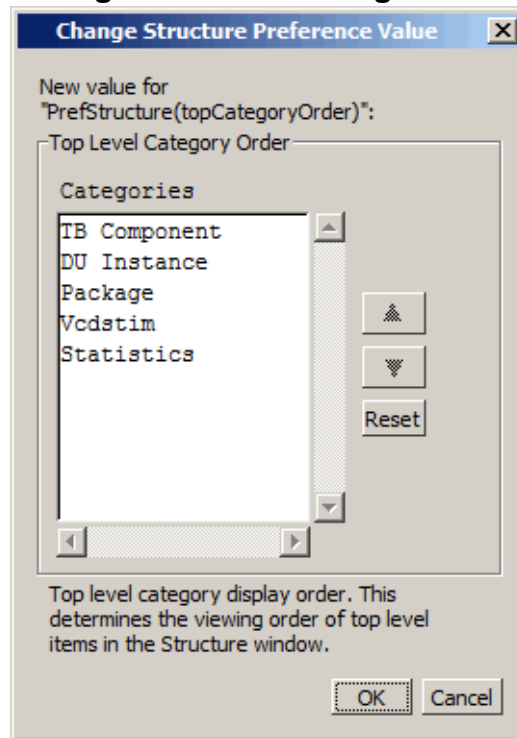 Change Structure Preference Value
New value for
"PrefStructure(topCategoryOrder)":
Top Level Category Order
Categories
TB Component
DU Instance
Package
Vcdstim
Statistics
Reset
Top level category display order. This
determines the viewing order of top level
items in the Structure window.
OK Cancel